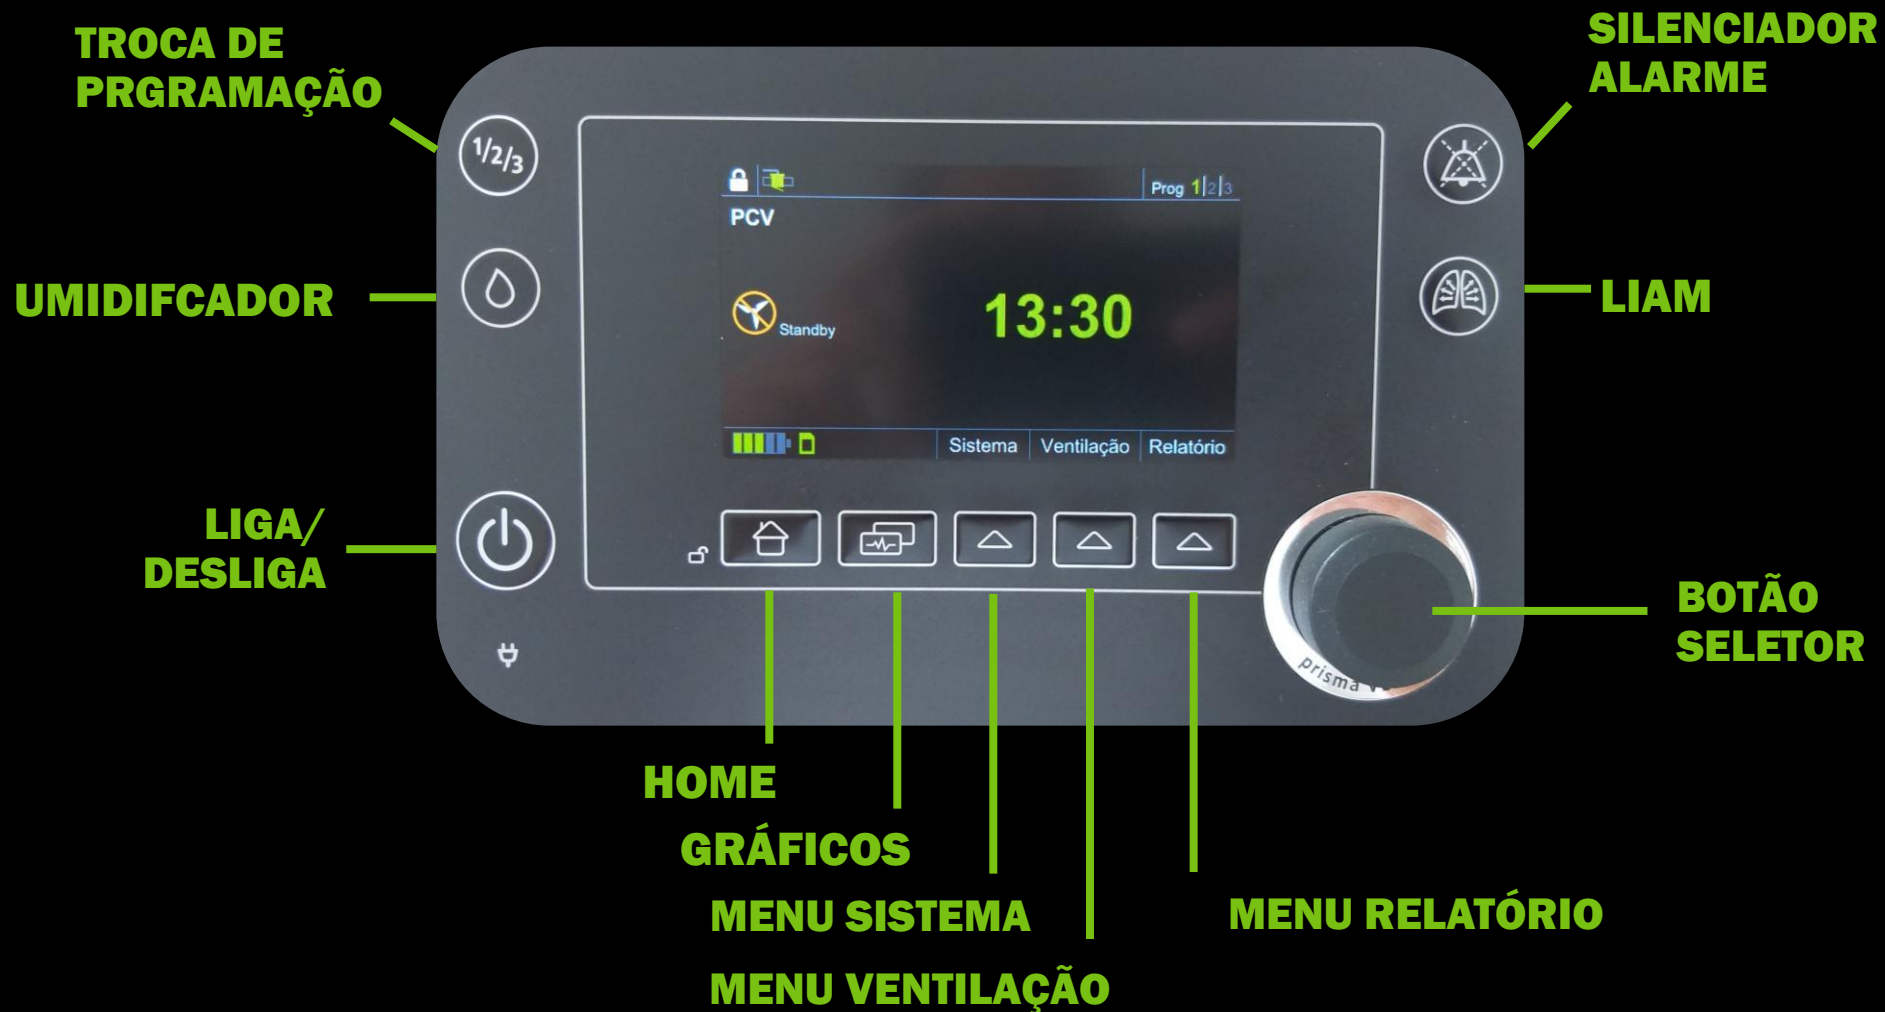 TROCA DE
PRGRAMAÇÃO
SILENCIADOR
ALARME
1/2/3
Prog 1|2|3
PCV
UMIDIFCADOR
LIAM
Standby
13:30
Sistema Ventilação Relatório
LIGA/
DESLIGA
BOTÃO
SELETOR
prisma
HOME
GRÁFICOS
MENU SISTEMA
MENU RELATÓRIO
MENU VENTILAÇÃO